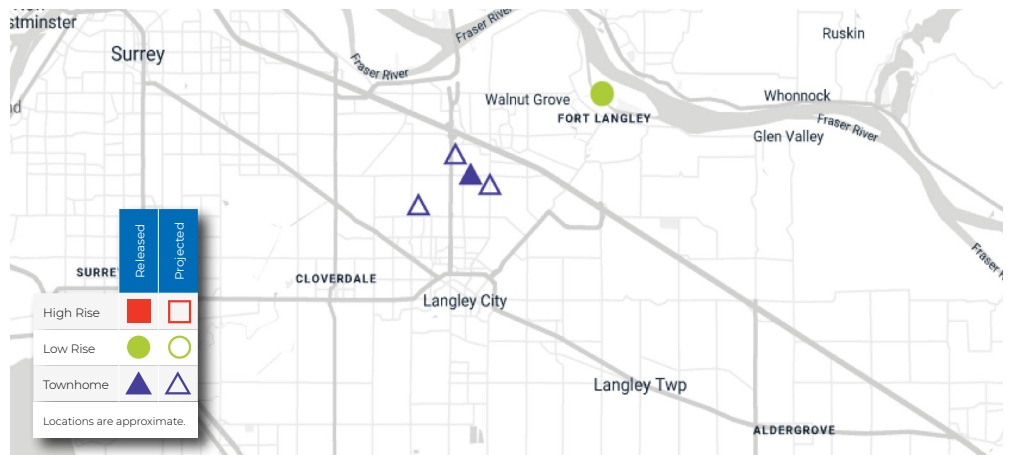 stminster
Surrey
Fraser River
Fraser River
Ruskin
Walnut Grove
Whonnock
FORT LANGLEY
Fraser River
Glen Valley
CLOVERDALE
Langley City
Fraser R
Langley Twp
ALDERGROVE
SURRE
Released
Projected
High Rise
Low Rise
Townhome
Locations are approximate.